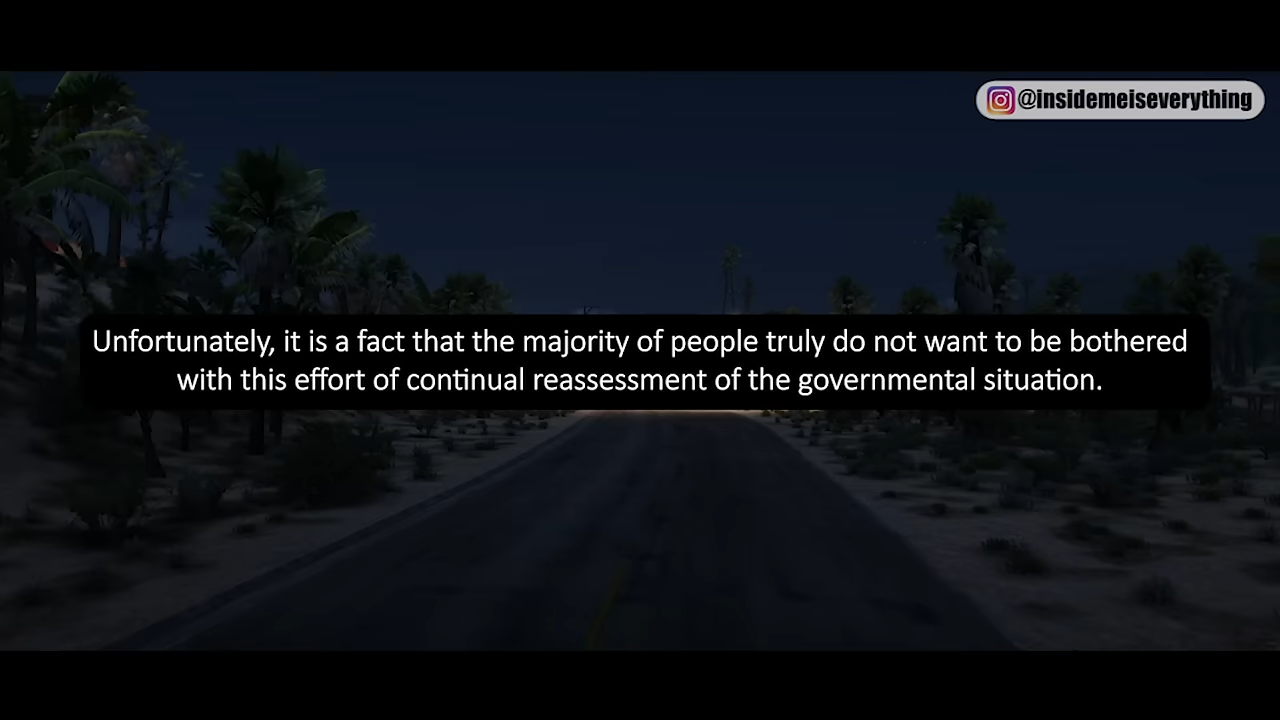 @insidemeiseverything
Unfortunately, it is a fact that the majority of people truly do not want to be bothered
with this effort of continual reassessment of the governmental situation.